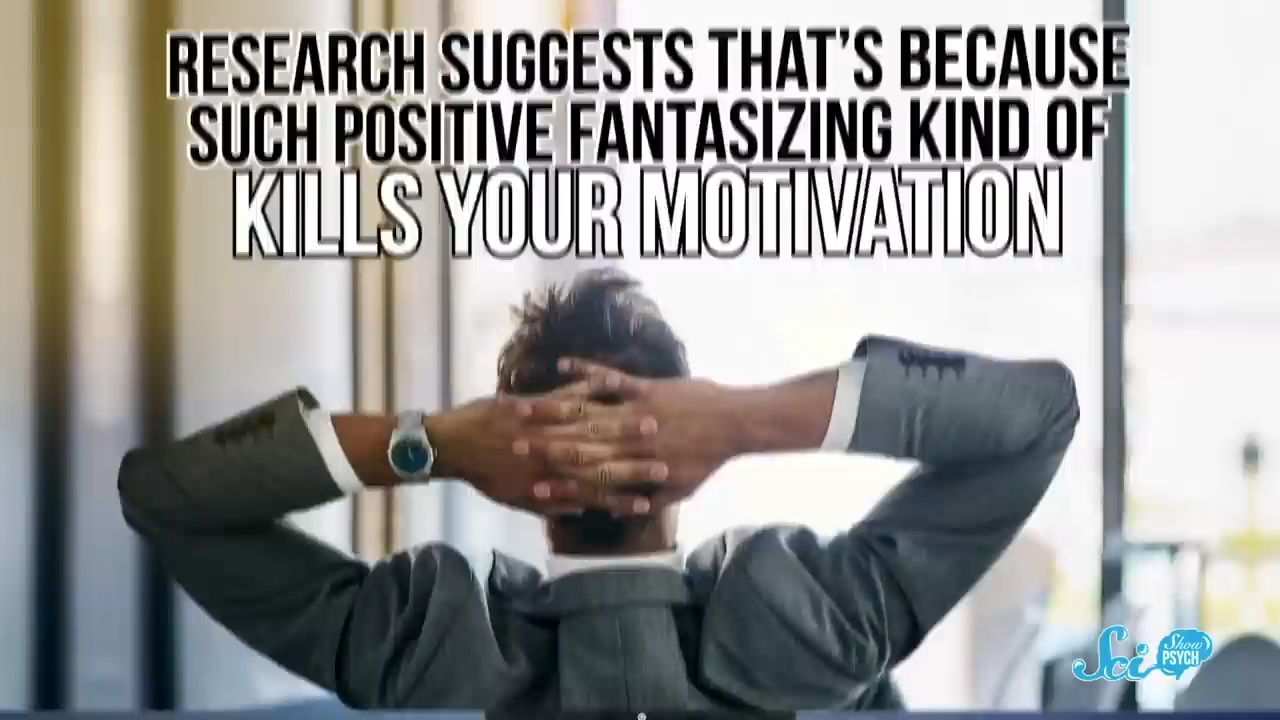 RESEARCH SUGGESTS THAT'S BECAUSE
SUCH POSITIVE FANTASIZING KIND OF
KILLS YOUR MOTIVATION
Sci Show
PSYCH